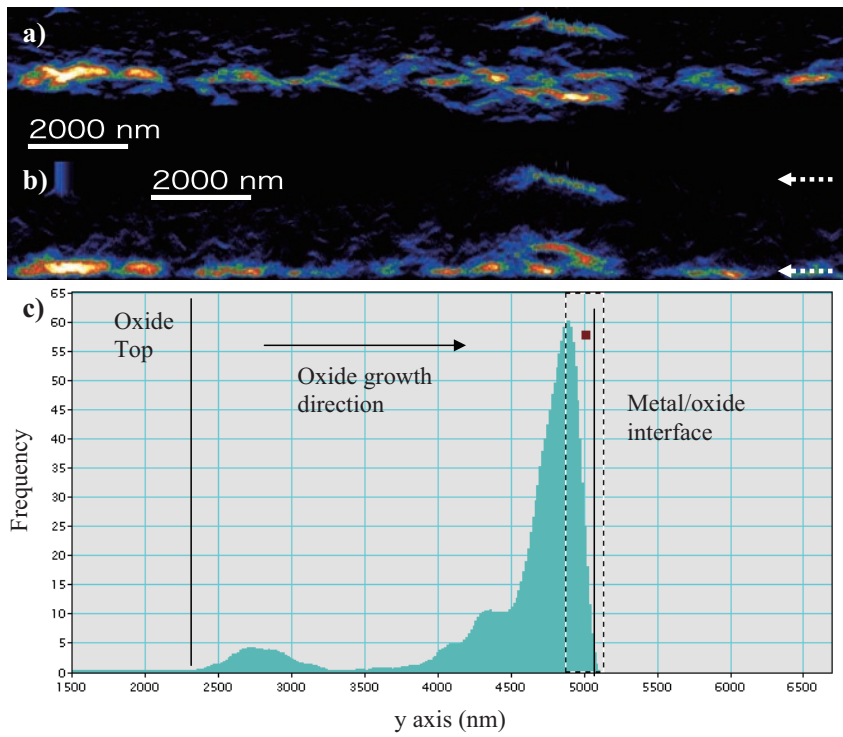 a)
2000 nm
b)
2000 nm
c)
65
60
55
50
45
40
35
30
25
20
15
10
5
0
Frequency
Oxide
Top
Oxide growth
direction
Metal/oxide
interface
1500 2000 2500 3000 3500 4000 4500 5000 5500 6000 6500
y axis (nm)